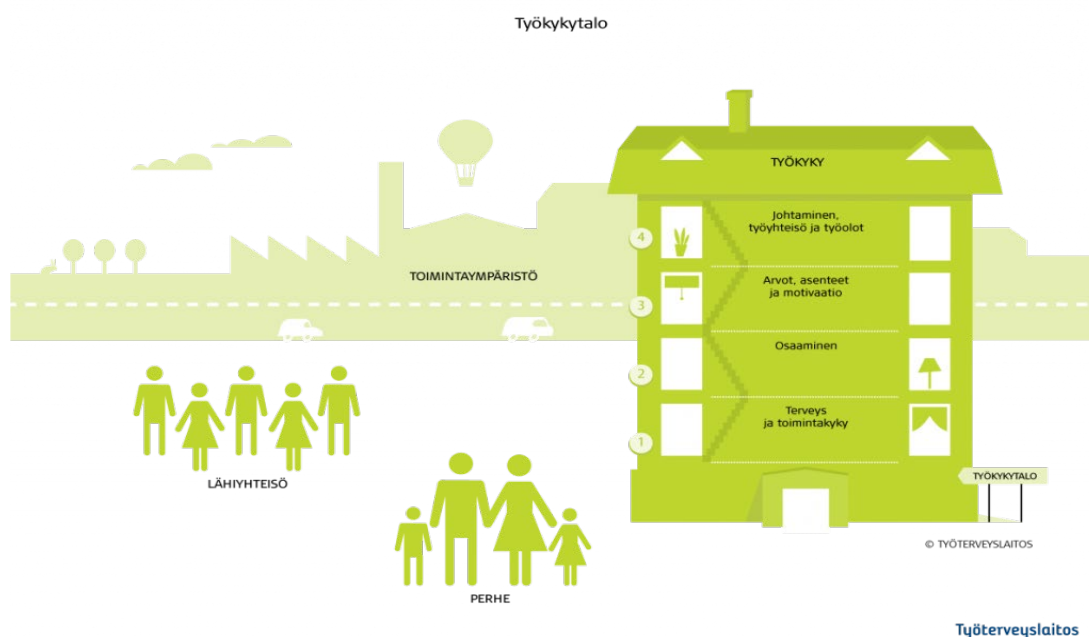 Työkykytalo
TYÖKYKY
4
Johtaminen,
työyhteisö ja työolot
TOIMINTAYMPÄRISTÖ
3
Arvot, asenteet
ja motivaatio
2
Osaaminen
1
Terveys
ja toimintakyky
LÄHIYHTEISÖ
TYÖKYKYTALO
© TYÖTERVEYSLAITOS
PERHE
Työterveyslaitos